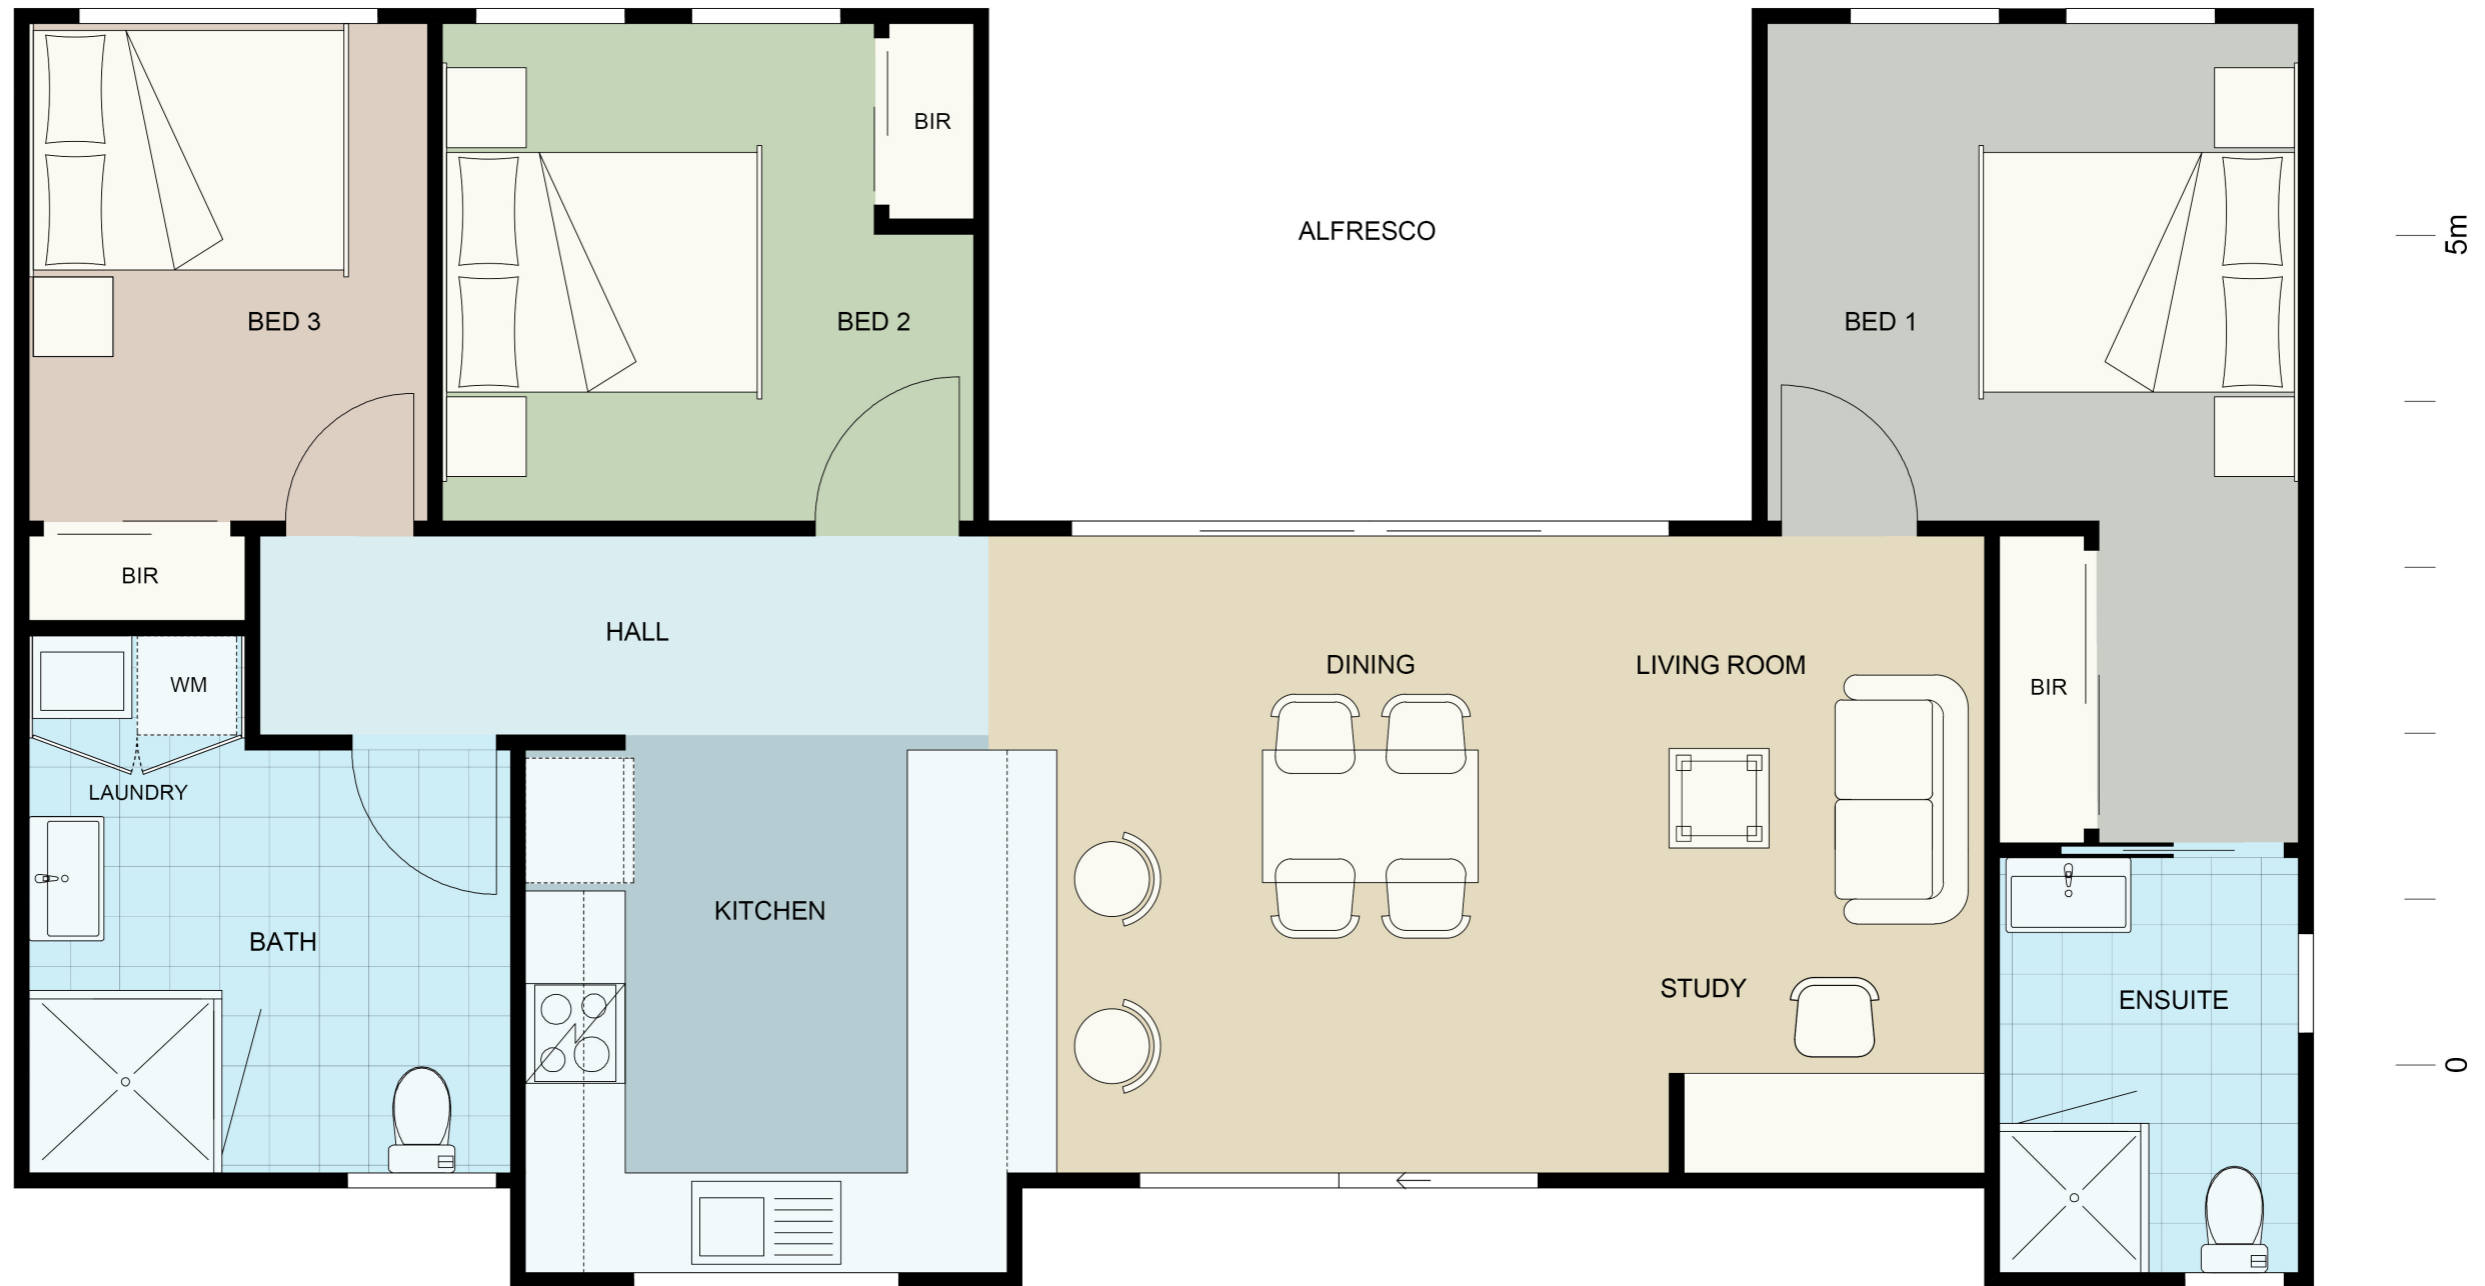 BIR
ALFRESCO
5m
BED 3
BED 2
BED 1
BIR
HALL
DINING
LIVING ROOM
WM
BIR
LAUNDRY
KITCHEN
BATH
STUDY
ENSUITE
0